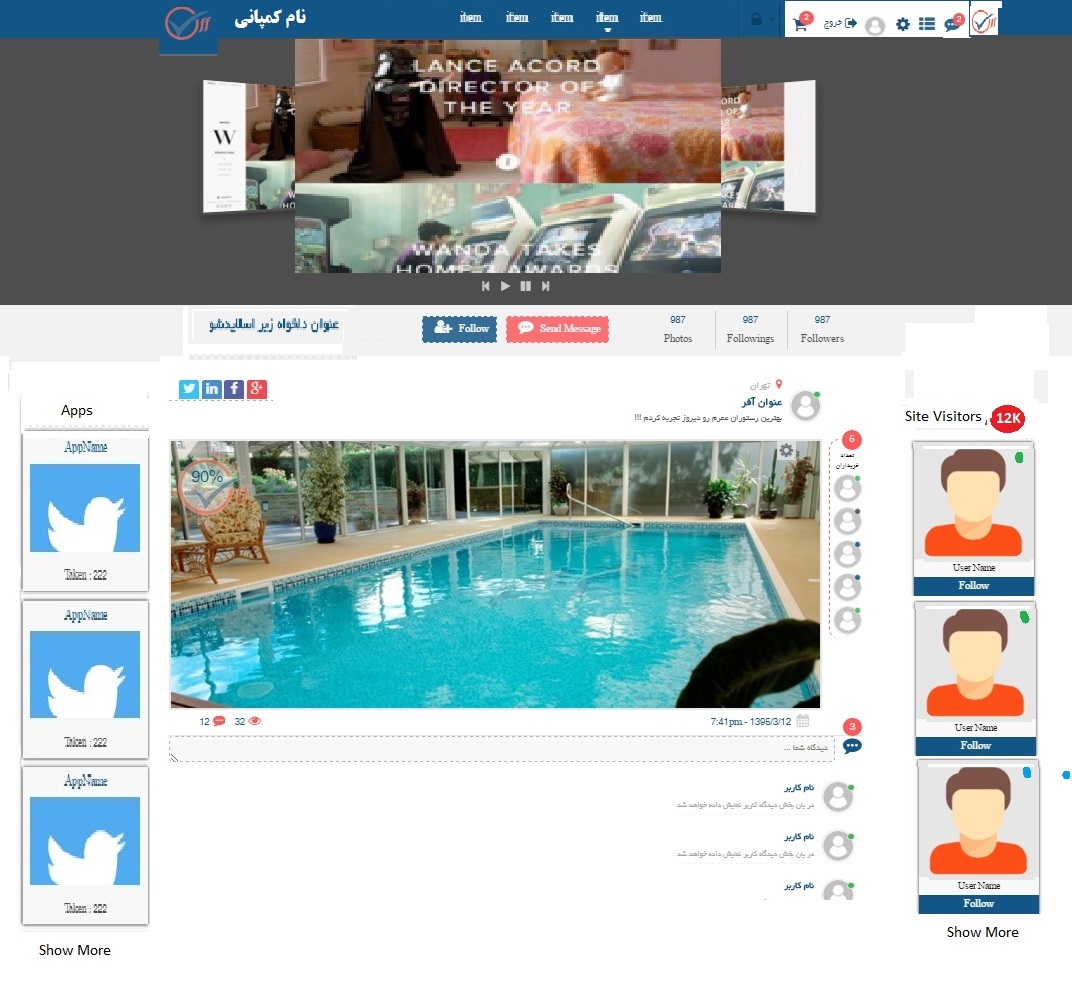 نام کمپانی
item
item
item
item
item
خروج
2
2
LANCE ACORD
DIRECTOR OF
THE YEAR
WANDA TAKES
HOME 3 AWARDS
W
عنوان دلخواه زیر اسلایدشو
Follow
Send Message
987
Photos
987
Followings
987
Followers
Apps
AppName
Taken : 222
AppName
Taken : 222
AppName
Taken : 222
Show More
تهران
عنوان آفر
بهترین رستوران عمرم رو دیروز تجربه کردم !!!
90%
6
تعداد
خریداران
12
32
7:41pm - 1396/3/12
3
دیدگاه شما ...
نام کاربر
در یان بخش دیدگاه کاربر نمایش داده خواهد شد
نام کاربر
در یان بخش دیدگاه کاربر نمایش داده خواهد شد
نام کاربر
Site Visitors
12K
User Name
Follow
User Name
Follow
User Name
Follow
Show More